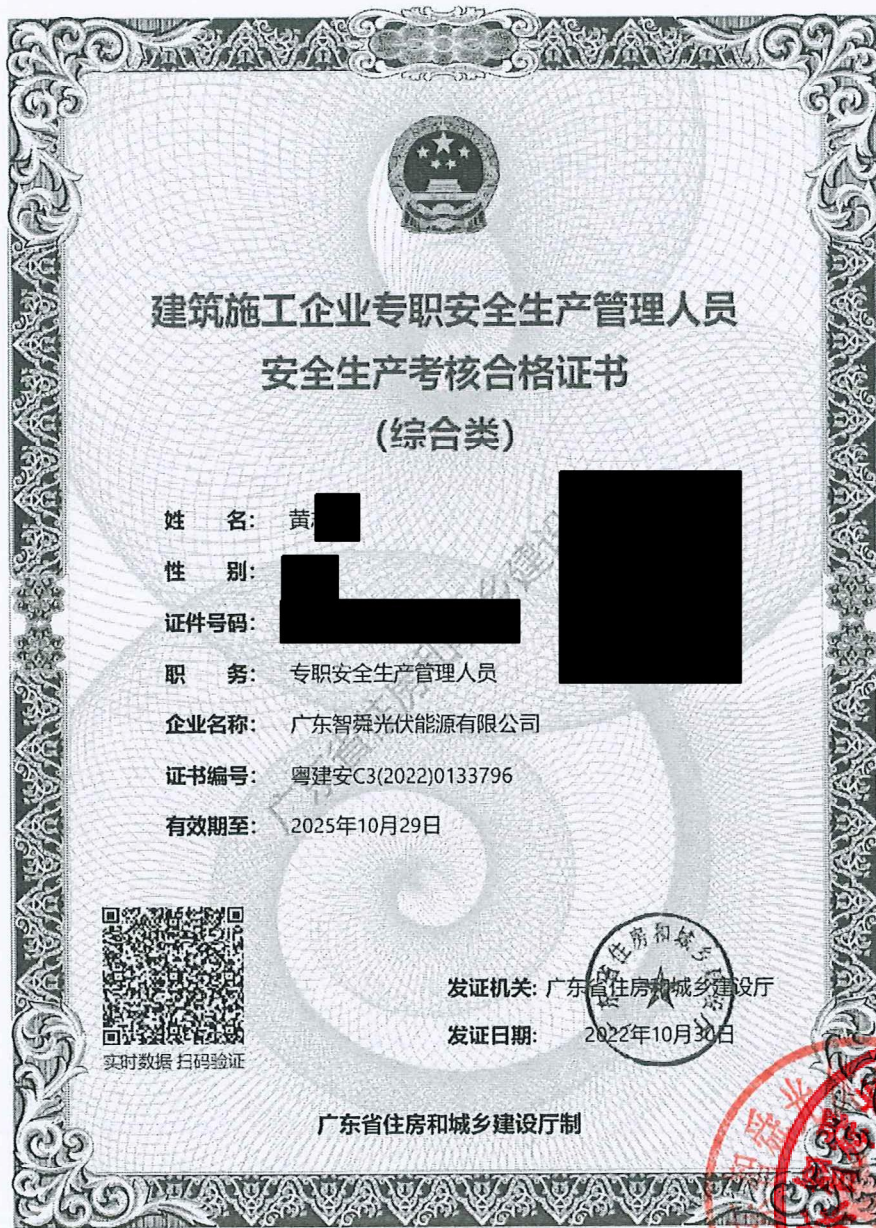 建筑施工企业专职安全生产管理人员
安全生产考核合格证书
(综合类)
姓 名： 黄
性 别：
证件号码：
职 务： 专职安全生产管理人员
企业名称： 广东智舜光伏能源有限公司
证书编号： 粤建安C3(2022)0133796
有效期至： 2025年10月29日
实时数据 扫码验证
发证机关： 广东省住房和城乡建设厅
发证日期： 2022年10月30日
广东省住房和城乡建设厅制